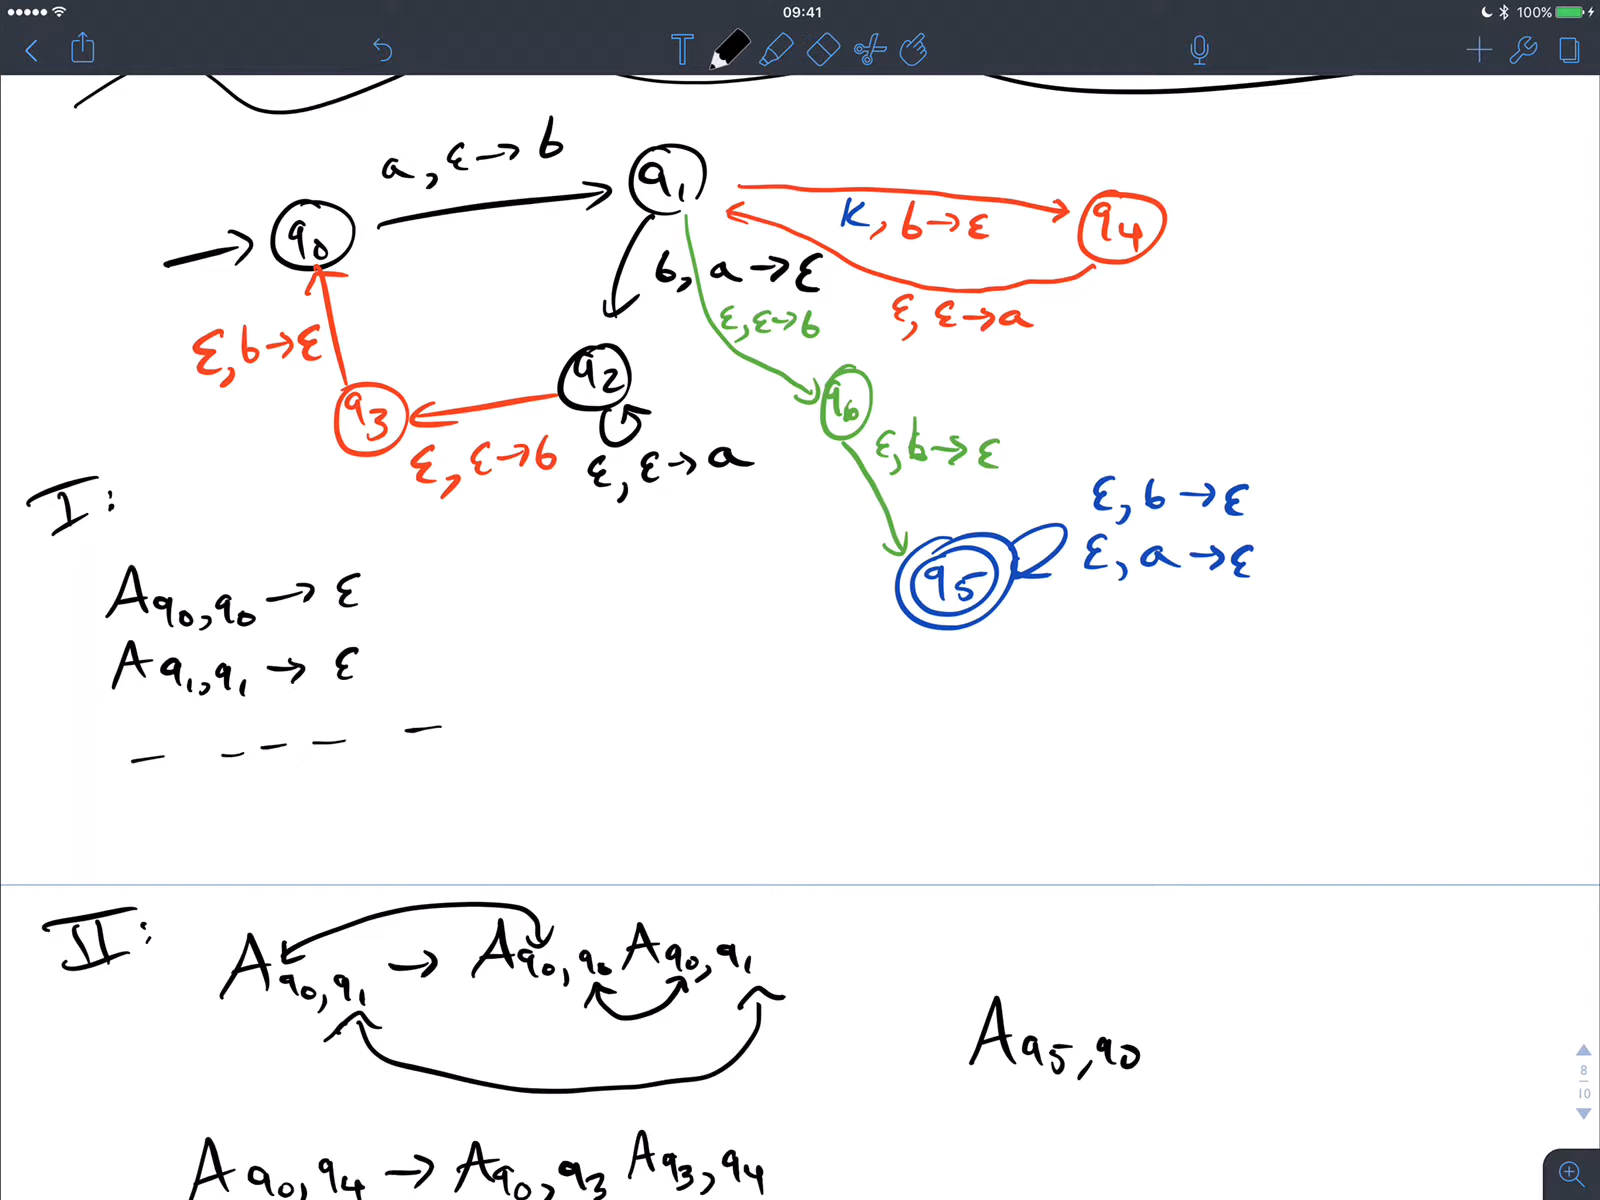 09:41
100%
T
a, ε → b
q1
q0
K, b → ε
q4
b, a → ε
ε, ε → a
ε, ε → b
ε, b → ε
q2
q6
q3
ε, b → ε
ε, ε → b
ε, ε → a
I:
ε, b → ε
ε, a → ε
q5
Aq0,q0 → ε
Aq1,q1 → ε
II:
Aq0,q1 → Aq0,q0 Aq0,q1
Aq5,q0
8
10
Aq0,q4 → Aq0,q3 Aq3,q4